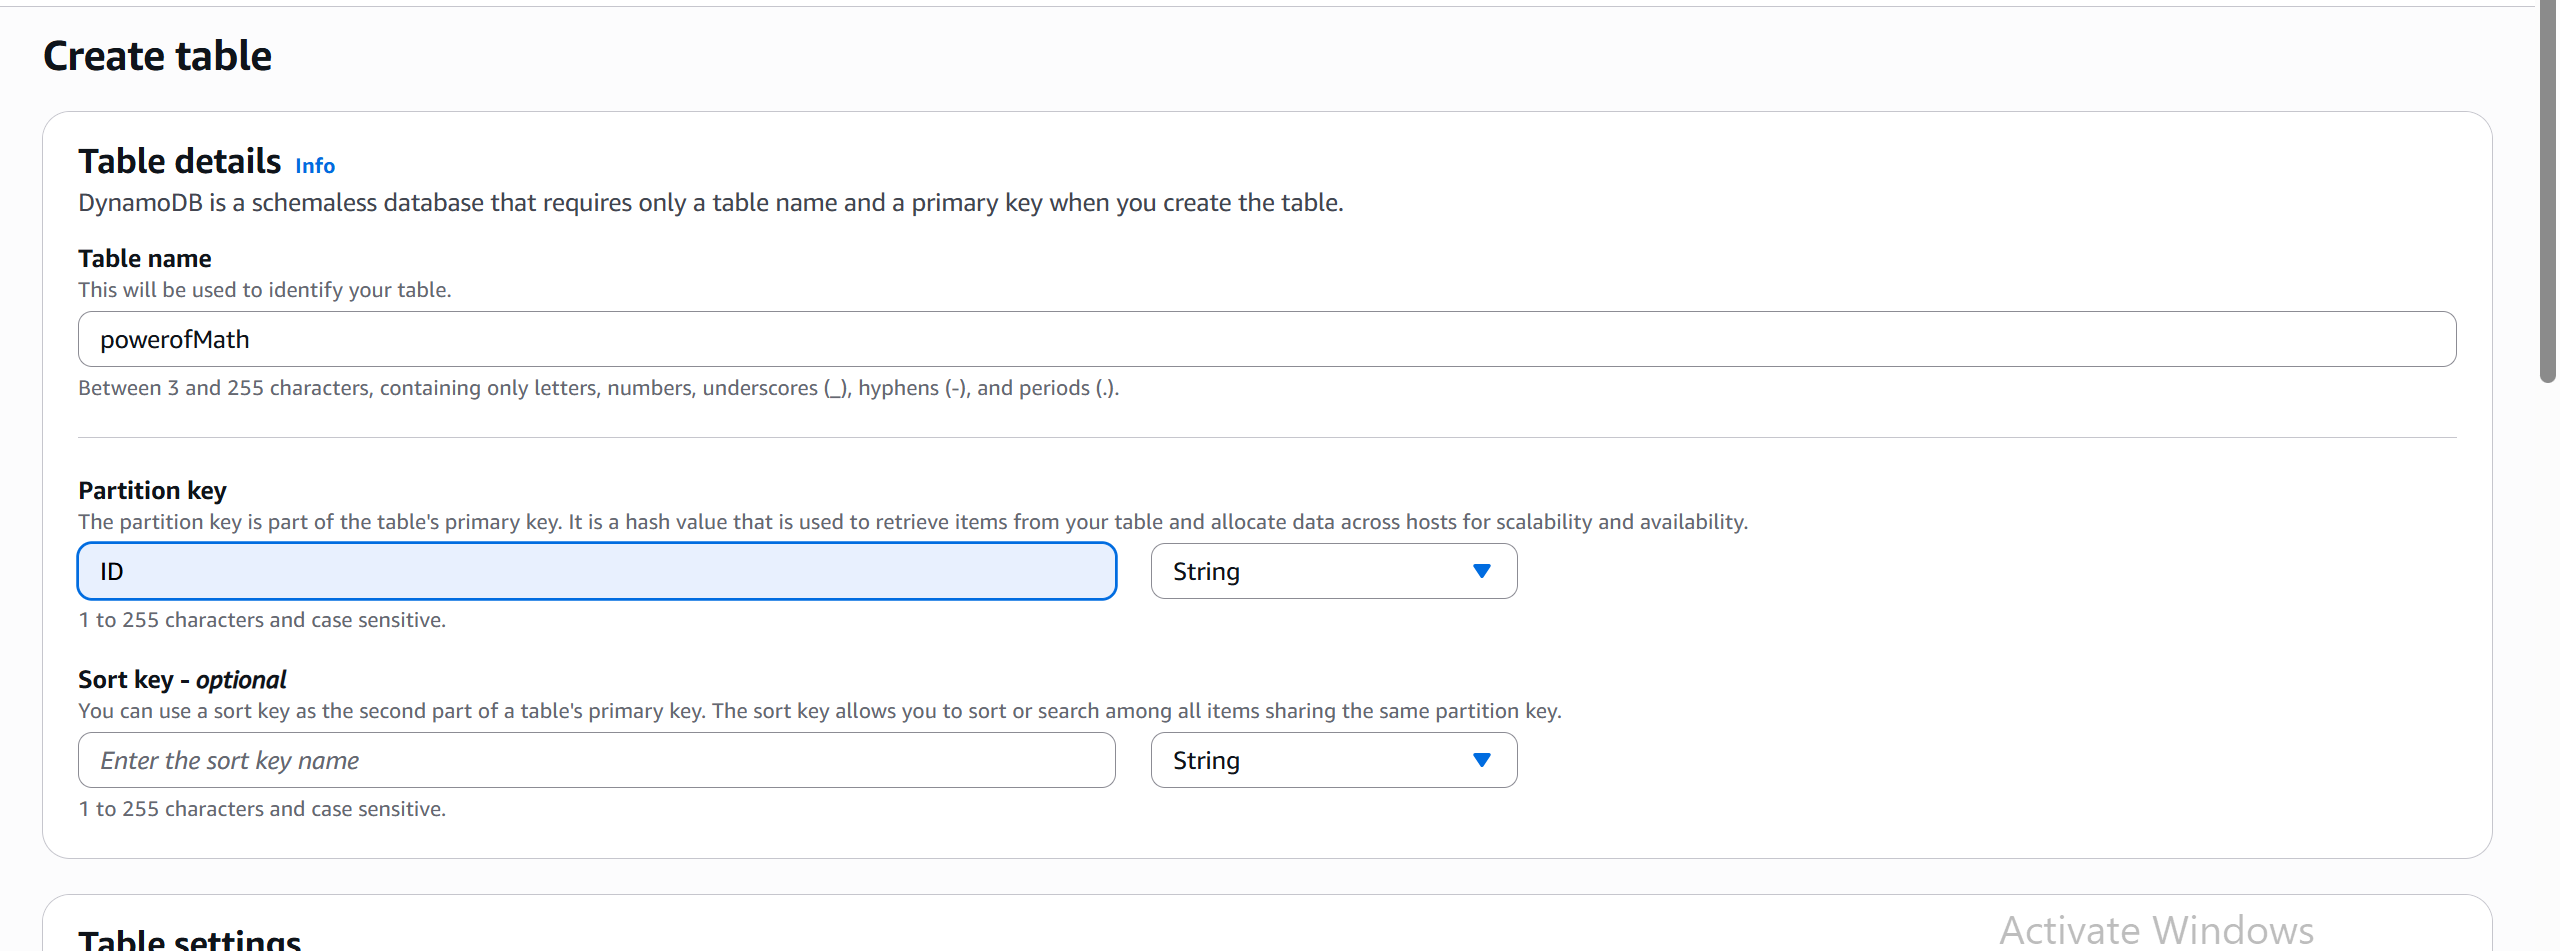 Create table
Table details Info
DynamoDB is a schemaless database that requires only a table name and a primary key when you create the table.
Table name
This will be used to identify your table.
powerofMath
Between 3 and 255 characters, containing only letters, numbers, underscores (_), hyphens (-), and periods (.).
Partition key
The partition key is part of the table's primary key. It is a hash value that is used to retrieve items from your table and allocate data across hosts for scalability and availability.
ID String
1 to 255 characters and case sensitive.
Sort key - optional
You can use a sort key as the second part of a table's primary key. The sort key allows you to sort or search among all items sharing the same partition key.
Enter the sort key name String
1 to 255 characters and case sensitive.
Table settings
Activate Windows